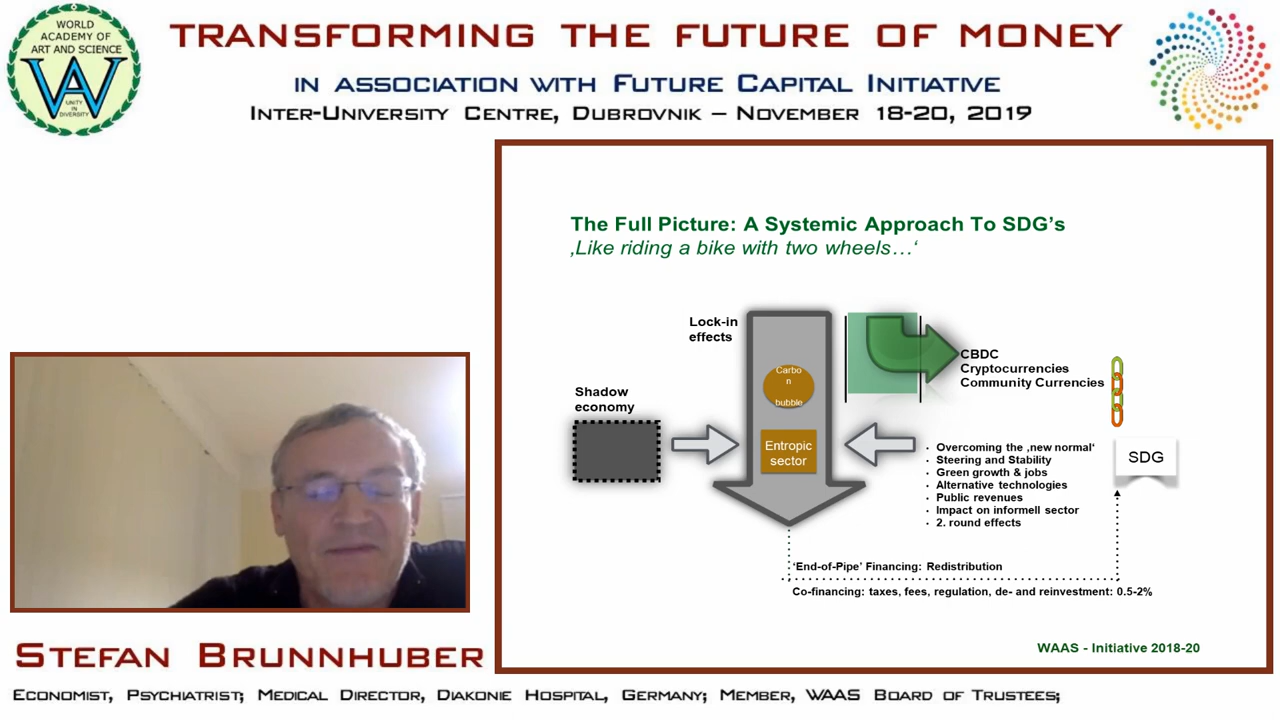 WORLD
ACADEMY OF
ART AND SCIENCE
WA
UNITY
IN
DIVERSITY
TRANSFORMING THE FUTURE OF MONEY
IN ASSOCIATION WITH FUTURE CAPITAL INITIATIVE
INTER-UNIVERSITY CENTRE, DUBROVNIK – NOVEMBER 18-20, 2019
The Full Picture: A Systemic Approach To SDG’s
‚Like riding a bike with two wheels…‘
Lock-in
effects
Carbo
n
bubble
CBDC
Cryptocurrencies
Community Currencies
Shadow
economy
Entropic
sector
· Overcoming the ‚new normal‘
· Steering and Stability
· Green growth & jobs
· Alternative technologies
· Public revenues
· Impact on informell sector
· 2. round effects
SDG
‘End-of-Pipe’ Financing: Redistribution
Co-financing: taxes, fees, regulation, de- and reinvestment: 0.5-2%
WAAS - Initiative 2018-20
STEFAN BRUNNHUBER
ECONOMIST, PSYCHIATRIST; MEDICAL DIRECTOR, DIAKONIE HOSPITAL, GERMANY; MEMBER, WAAS BOARD OF TRUSTEES;